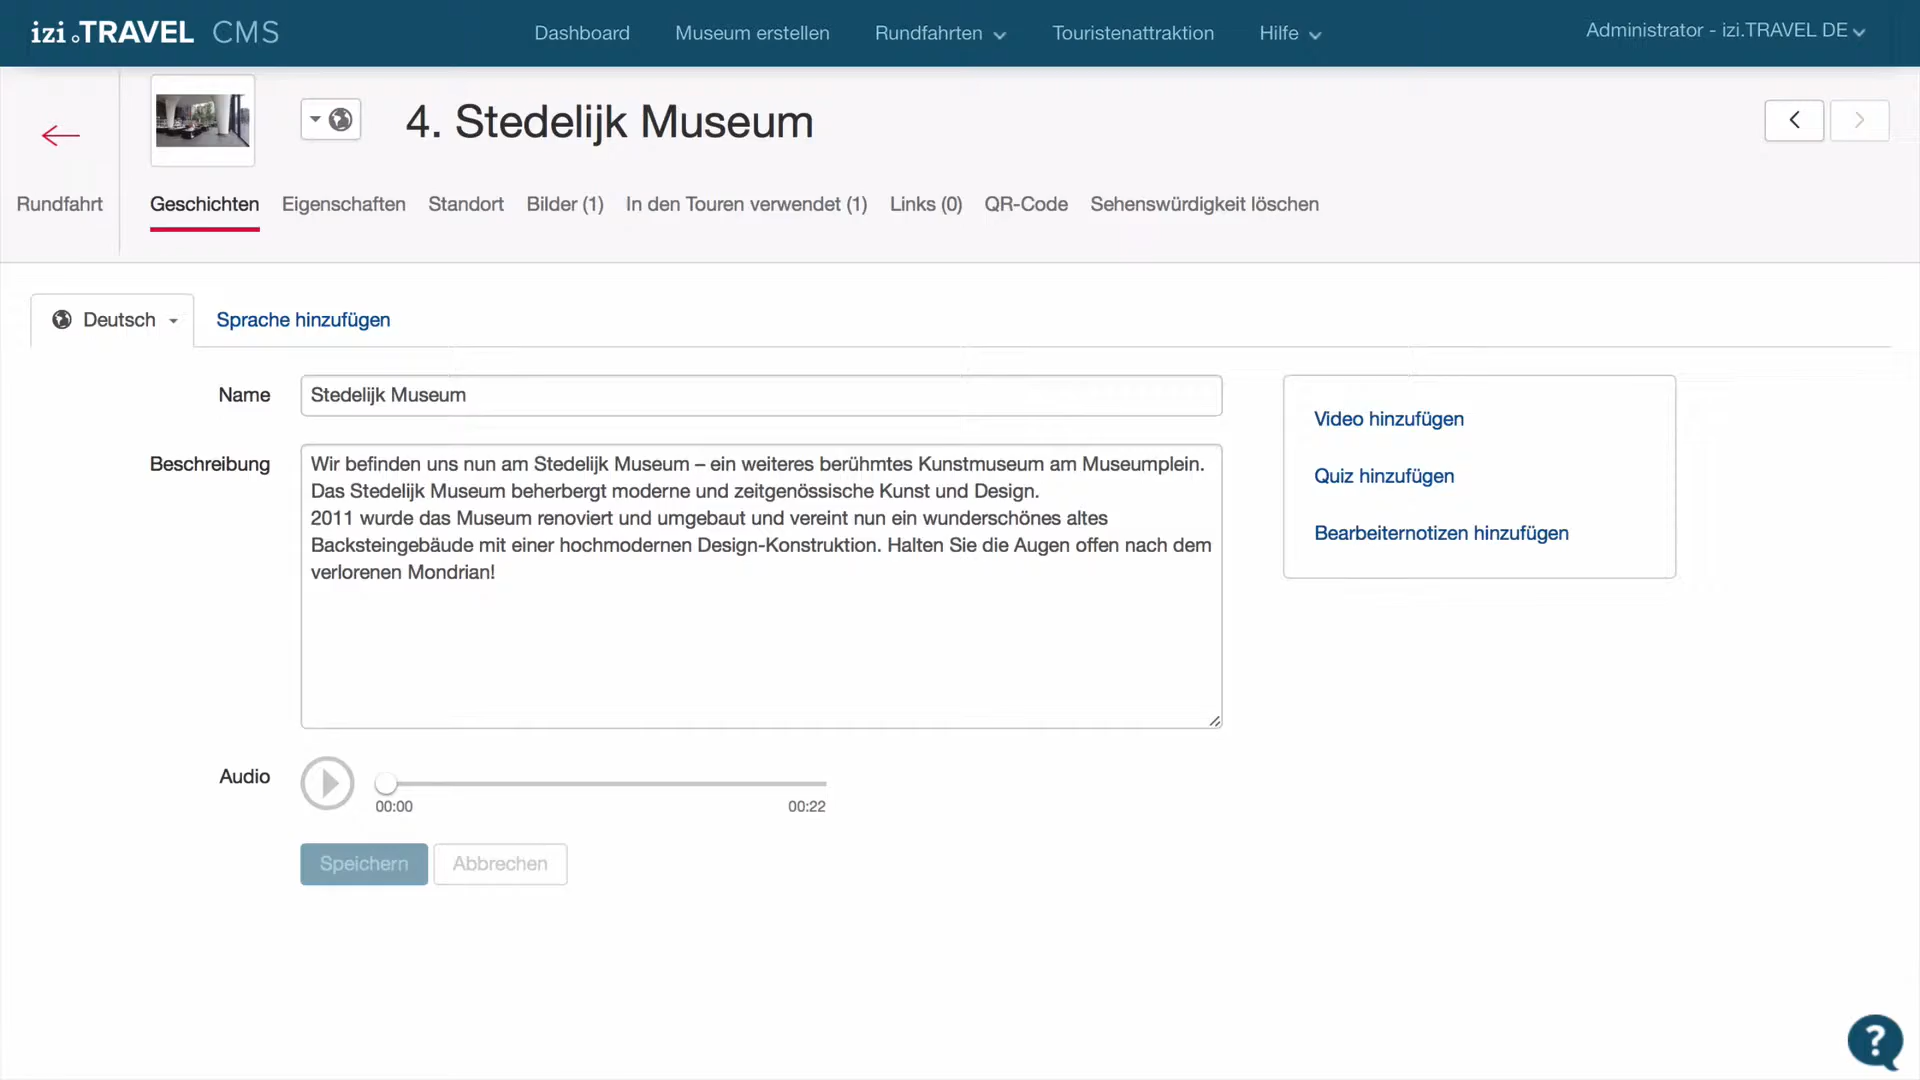 izi.TRAVEL CMS
Dashboard
Museum erstellen
Rundfahrten
Touristenattraktion
Hilfe
Administrator - izi.TRAVEL DE
4. Stedelijk Museum
Rundfahrt
Geschichten
Eigenschaften
Standort
Bilder (1)
In den Touren verwendet (1)
Links (0)
QR-Code
Sehenswürdigkeit löschen
Deutsch
Sprache hinzufügen
Name
Stedelijk Museum
Beschreibung
Wir befinden uns nun am Stedelijk Museum – ein weiteres berühmtes Kunstmuseum am Museumplein.
Das Stedelijk Museum beherbergt moderne und zeitgenössische Kunst und Design.
2011 wurde das Museum renoviert und umgebaut und vereint nun ein wunderschönes altes
Backsteingebäude mit einer hochmodernen Design-Konstruktion. Halten Sie die Augen offen nach dem
verlorenen Mondrian!
Video hinzufügen
Quiz hinzufügen
Bearbeiternotizen hinzufügen
Audio
00:00
00:22
Speichern
Abbrechen
?